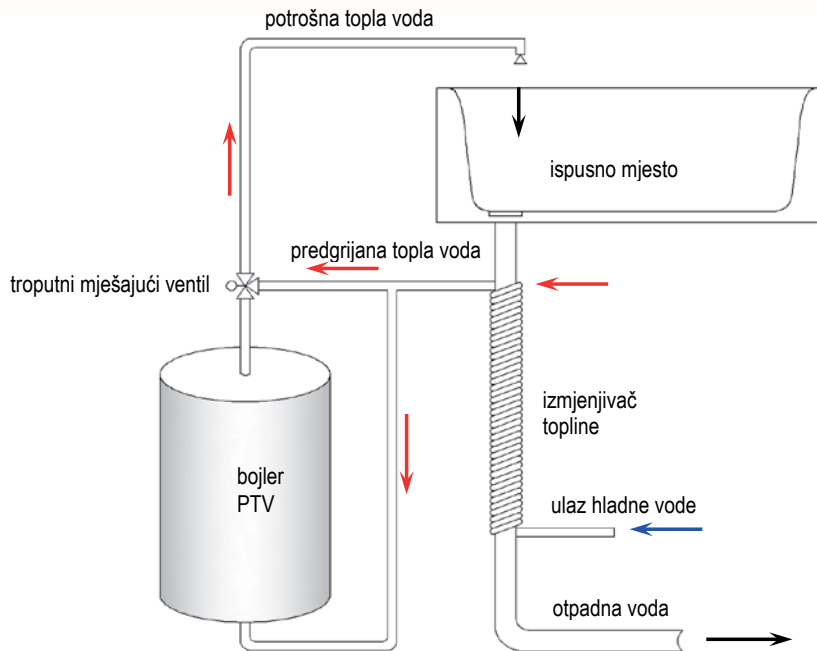 potrošna topla voda
ispusno mjesto
predgrijana topla voda
troputni mješajući ventil
izmjenjivač
topline
bojler
PTV
ulaz hladne vode
otpadna voda